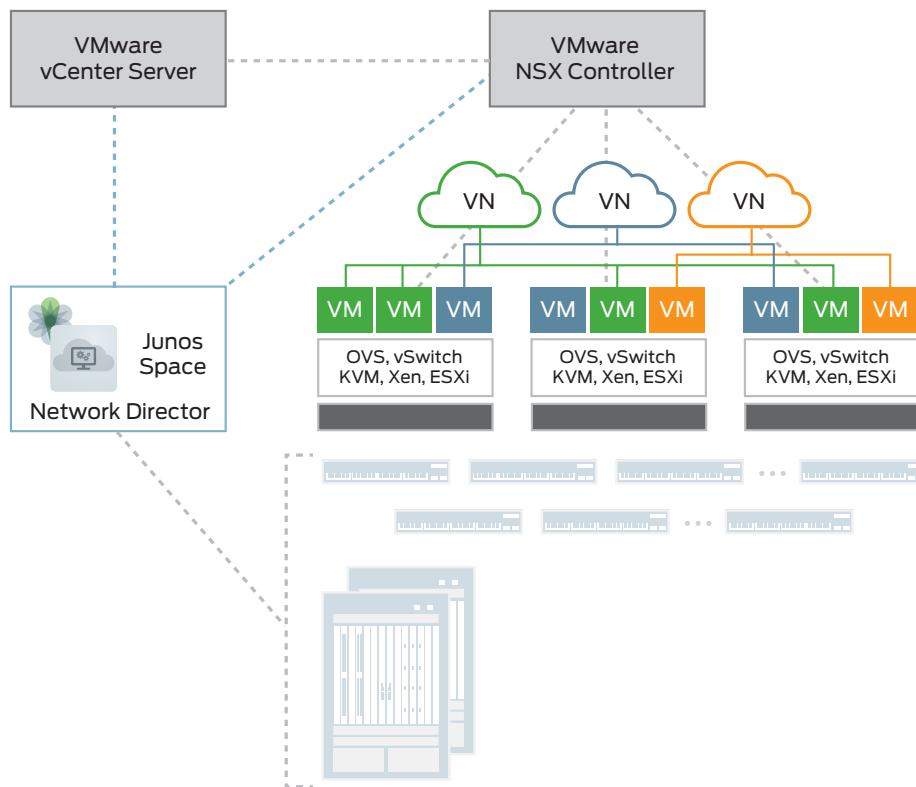 VMware
vCenter Server
VMware
NSX Controller
VN
VN
VN
VM
VM
VM
VM
VM
VM
VM
VM
VM
Junos
Space
Network Director
OVS, vSwitch
KVM, Xen, ESXi
OVS, vSwitch
KVM, Xen, ESXi
OVS, vSwitch
KVM, Xen, ESXi